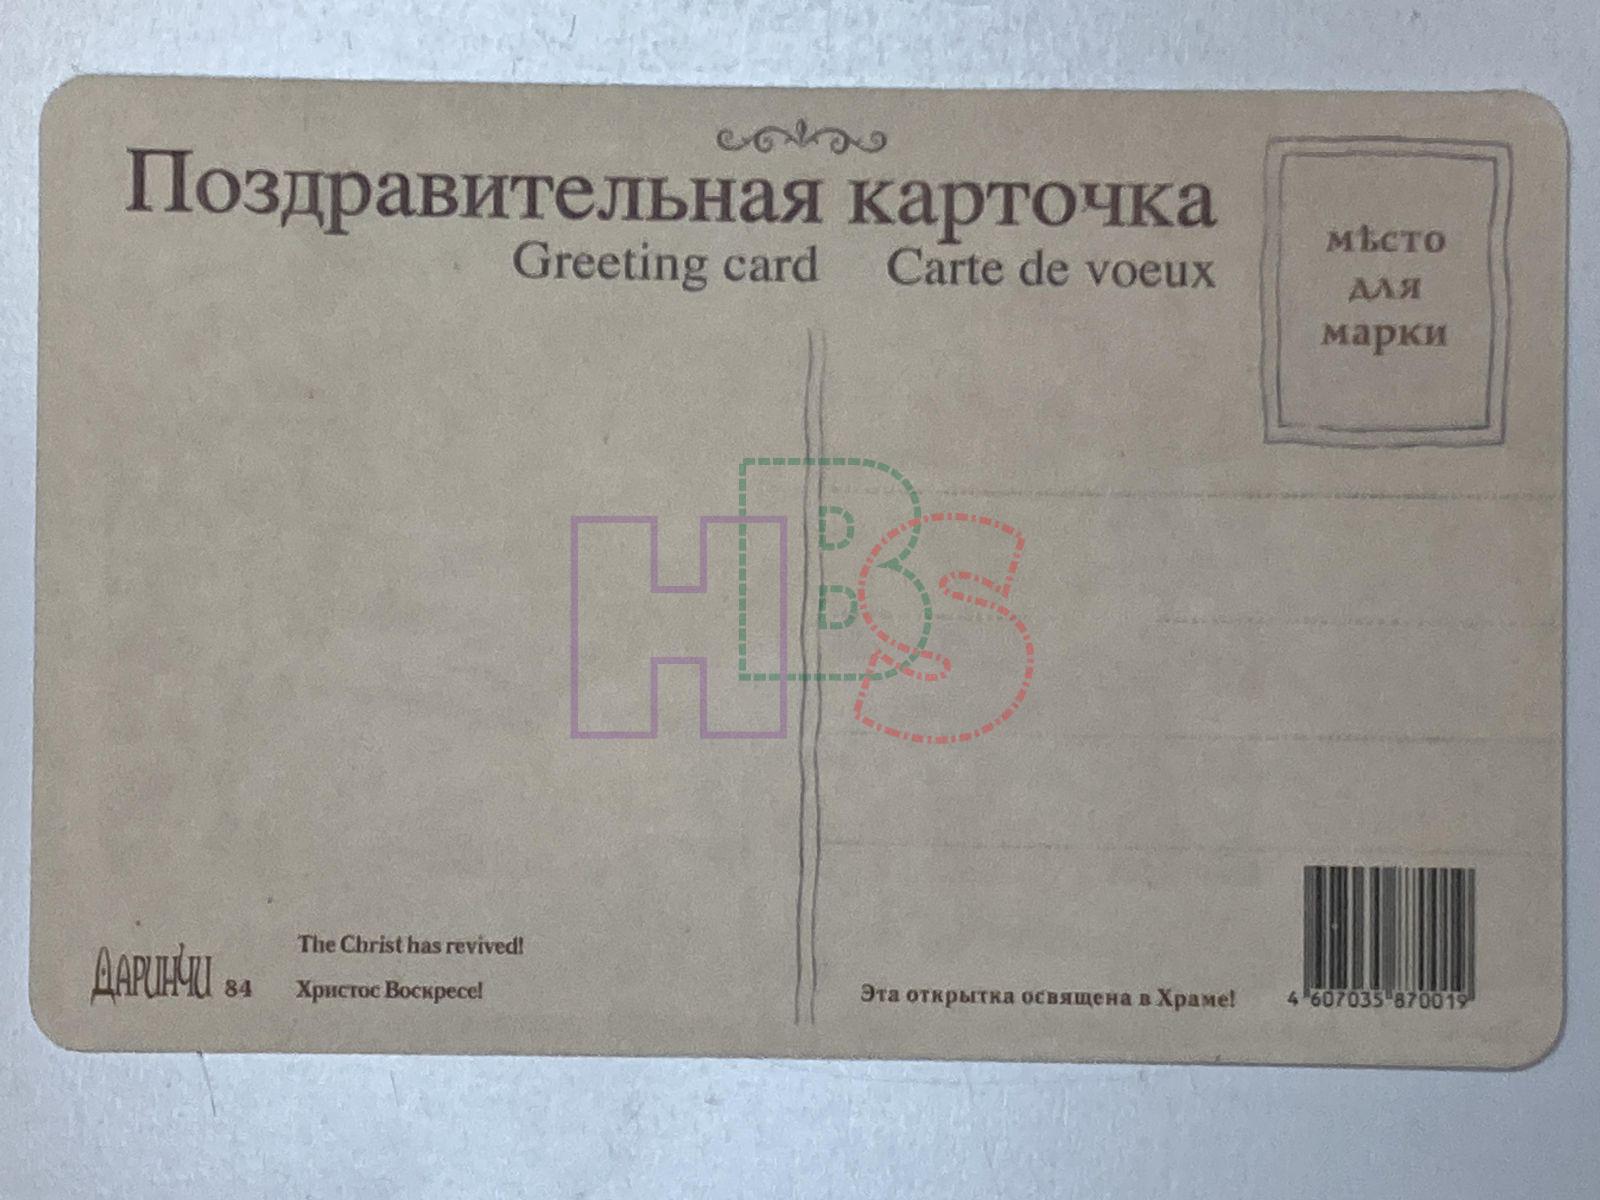 Поздравительная карточка
Greeting card Carte de voeux
мѣсто
для
марки
HBS
The Christ has revived!
ДАРИНЧИ 84
Христос Воскресе!
Эта открытка освящена в Храме!
4 607035 870019